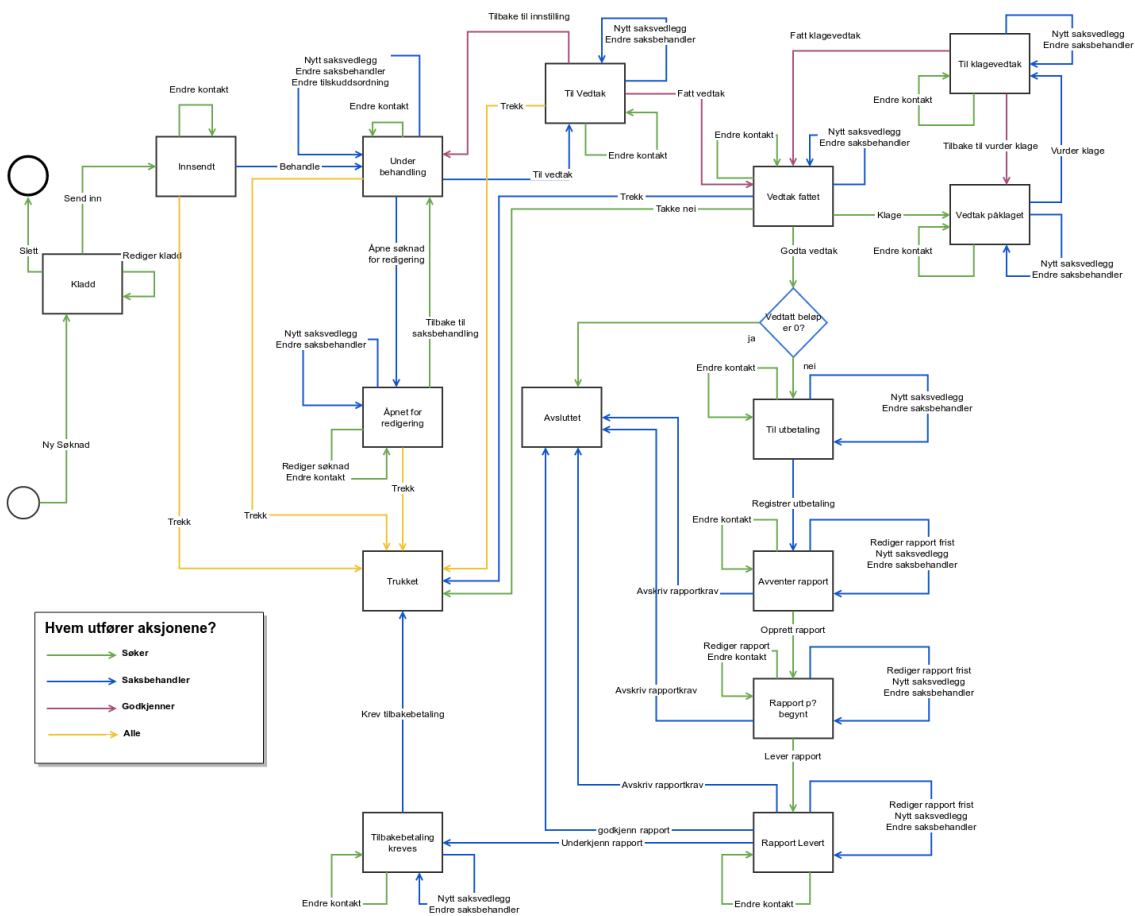 Tilbake til innstilling
Nytt saksvedlegg
Endre saksbehandler
Fatt klagevedtak
Nytt saksvedlegg
Endre saksbehandler
Til klagevedtak
Nytt saksvedlegg
Endre saksbehandler
Endre tilskuddsordning
Endre kontakt
Endre kontakt
Til Vedtak
Trekk
Fatt vedtak
Endre kontakt
Endre kontakt
Nytt saksvedlegg
Endre saksbehandler
Endre kontakt
Tilbake til vurder klage
Vurder klage
Innsendt
Behandle
Under
behandling
Til vedtak
Send inn
Trekk
Takke nei
Vedtak fattet
Klage
Vedtak påklaget
Slett
Rediger kladd
Kladd
Åpne søknad
for redigering
Godta vedtak
Endre kontakt
Nytt saksvedlegg
Endre saksbehandler
Tilbake til
saksbehandling
Vedtatt beløp
er 0?
ja
nei
Nytt saksvedlegg
Endre saksbehandler
Endre kontakt
Nytt saksvedlegg
Endre saksbehandler
Åpnet for
redigering
Avsluttet
Til utbetaling
Ny Søknad
Rediger søknad
Endre kontakt
Trekk
Registrer utbetaling
Trekk
Trekk
Endre kontakt
Rediger rapport frist
Nytt saksvedlegg
Endre saksbehandler
Trukket
Avventer rapport
Avskriv rapportkrav
Opprett rapport
Hvem utfører aksjonene?
Søker
Saksbehandler
Godkjenner
Alle
Rediger rapport
Endre kontakt
Rediger rapport frist
Nytt saksvedlegg
Endre saksbehandler
Avskriv rapportkrav
Rapport p?
begynt
Krev tilbakebetaling
Lever rapport
Avskriv rapportkrav
Rediger rapport frist
Nytt saksvedlegg
Endre saksbehandler
godkjenn rapport
Underkjenn rapport
Tilbakebetaling
kreves
Rapport Levert
Endre kontakt
Nytt saksvedlegg
Endre saksbehandler
Endre kontakt